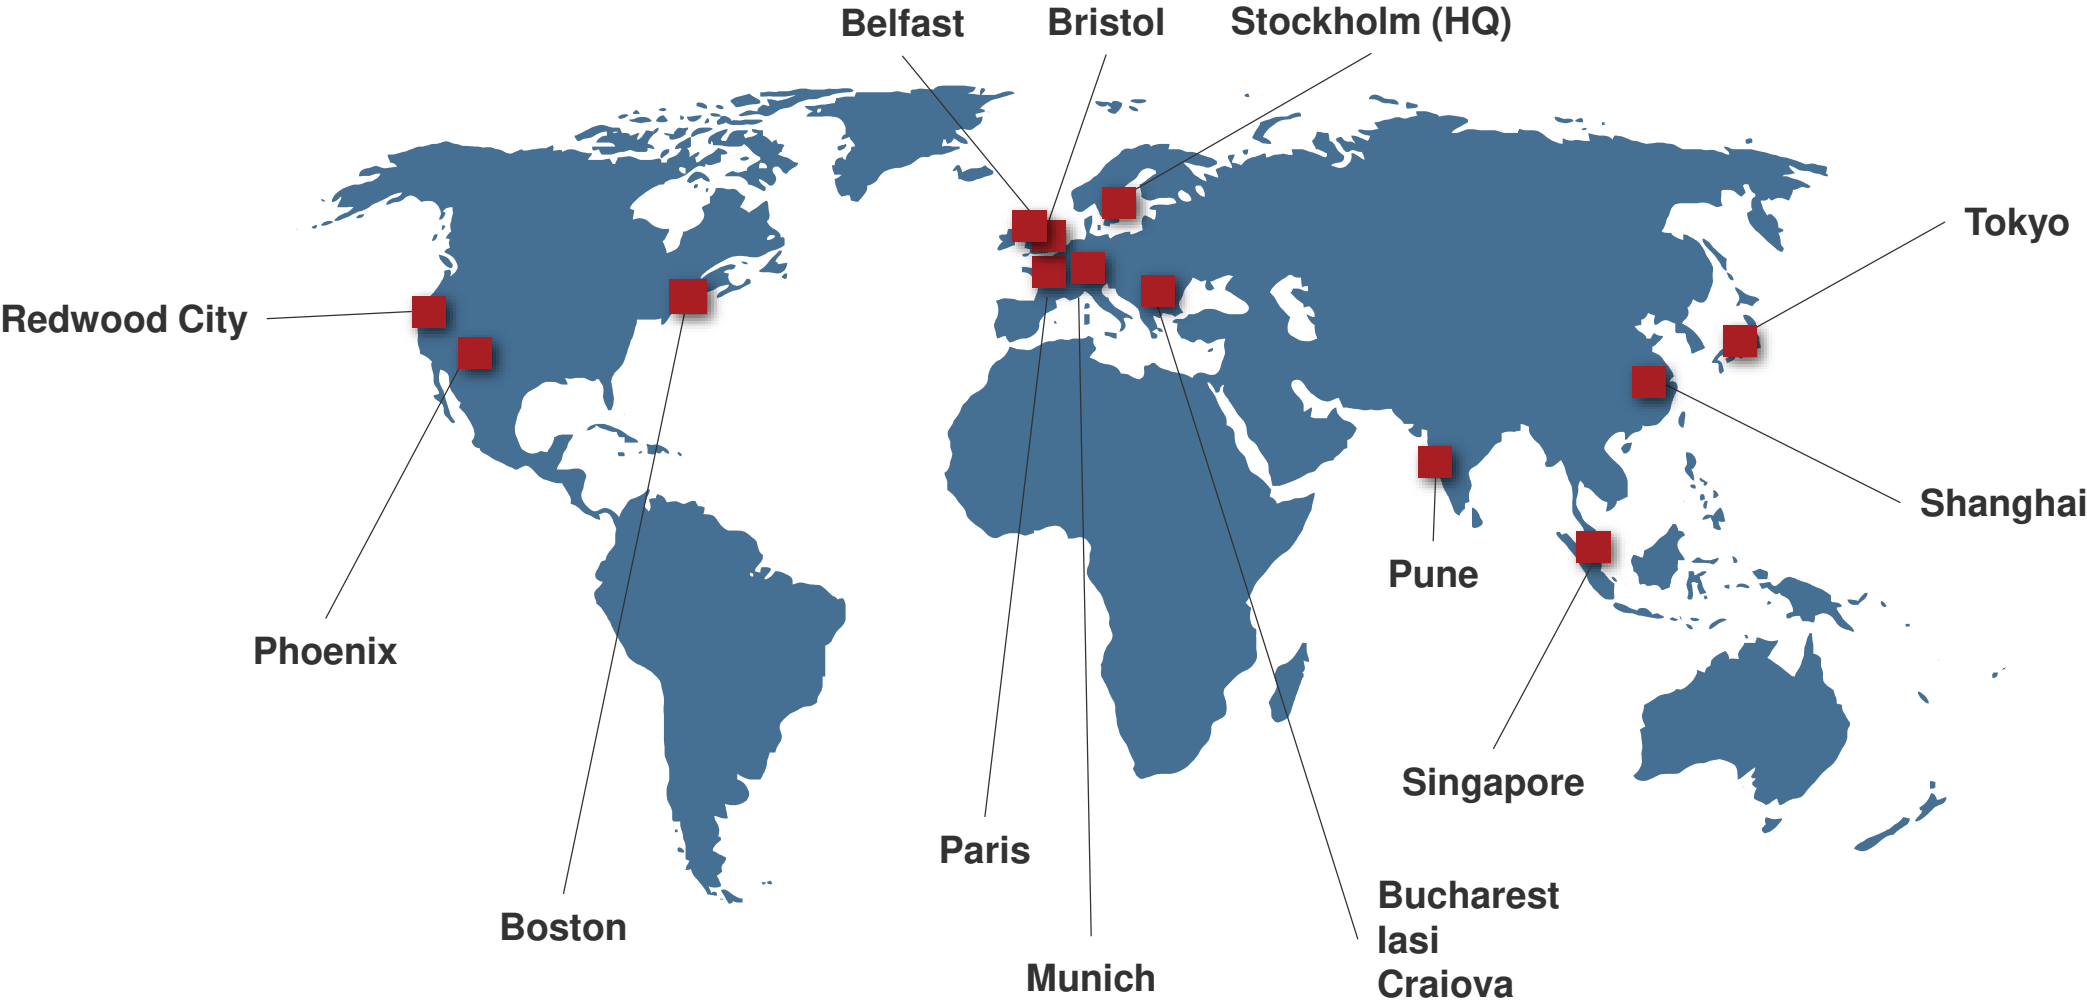 Belfast
Bristol
Stockholm (HQ)
Tokyo
Redwood City
Shanghai
Pune
Phoenix
Singapore
Paris
Bucharest
Iasi
Craiova
Boston
Munich